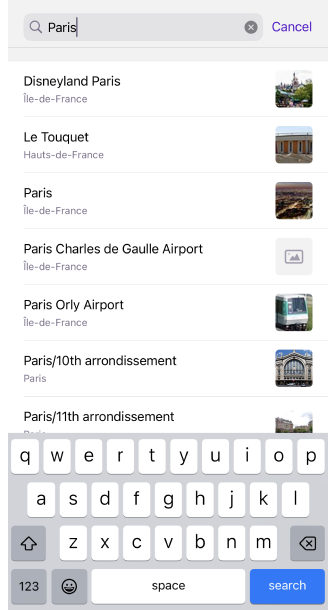 Paris
Cancel
Disneyland Paris
Île-de-France
Le Touquet
Hauts-de-France
Paris
Île-de-France
Paris Charles de Gaulle Airport
Île-de-France
Paris Orly Airport
Île-de-France
Paris/10th arrondissement
Paris
Paris/11th arrondissement
Paris
q w e r t y u i o p
a s d f g h j k l
z x c v b n m
123 space search